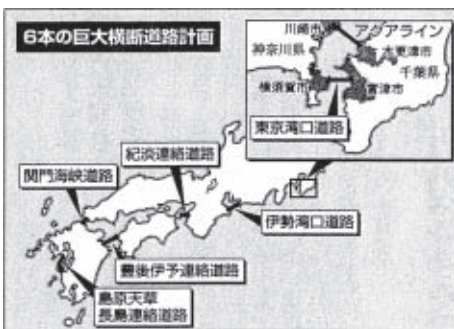 6本の巨大横断道路計画
川崎市
アクアライン
神奈川県
木更津市
千葉県
横須賀市
富津市
東京湾口道路
紀淡連絡道路
関門海峡道路
伊勢湾口道路
豊後伊予連絡道路
島原天草
長島連絡道路